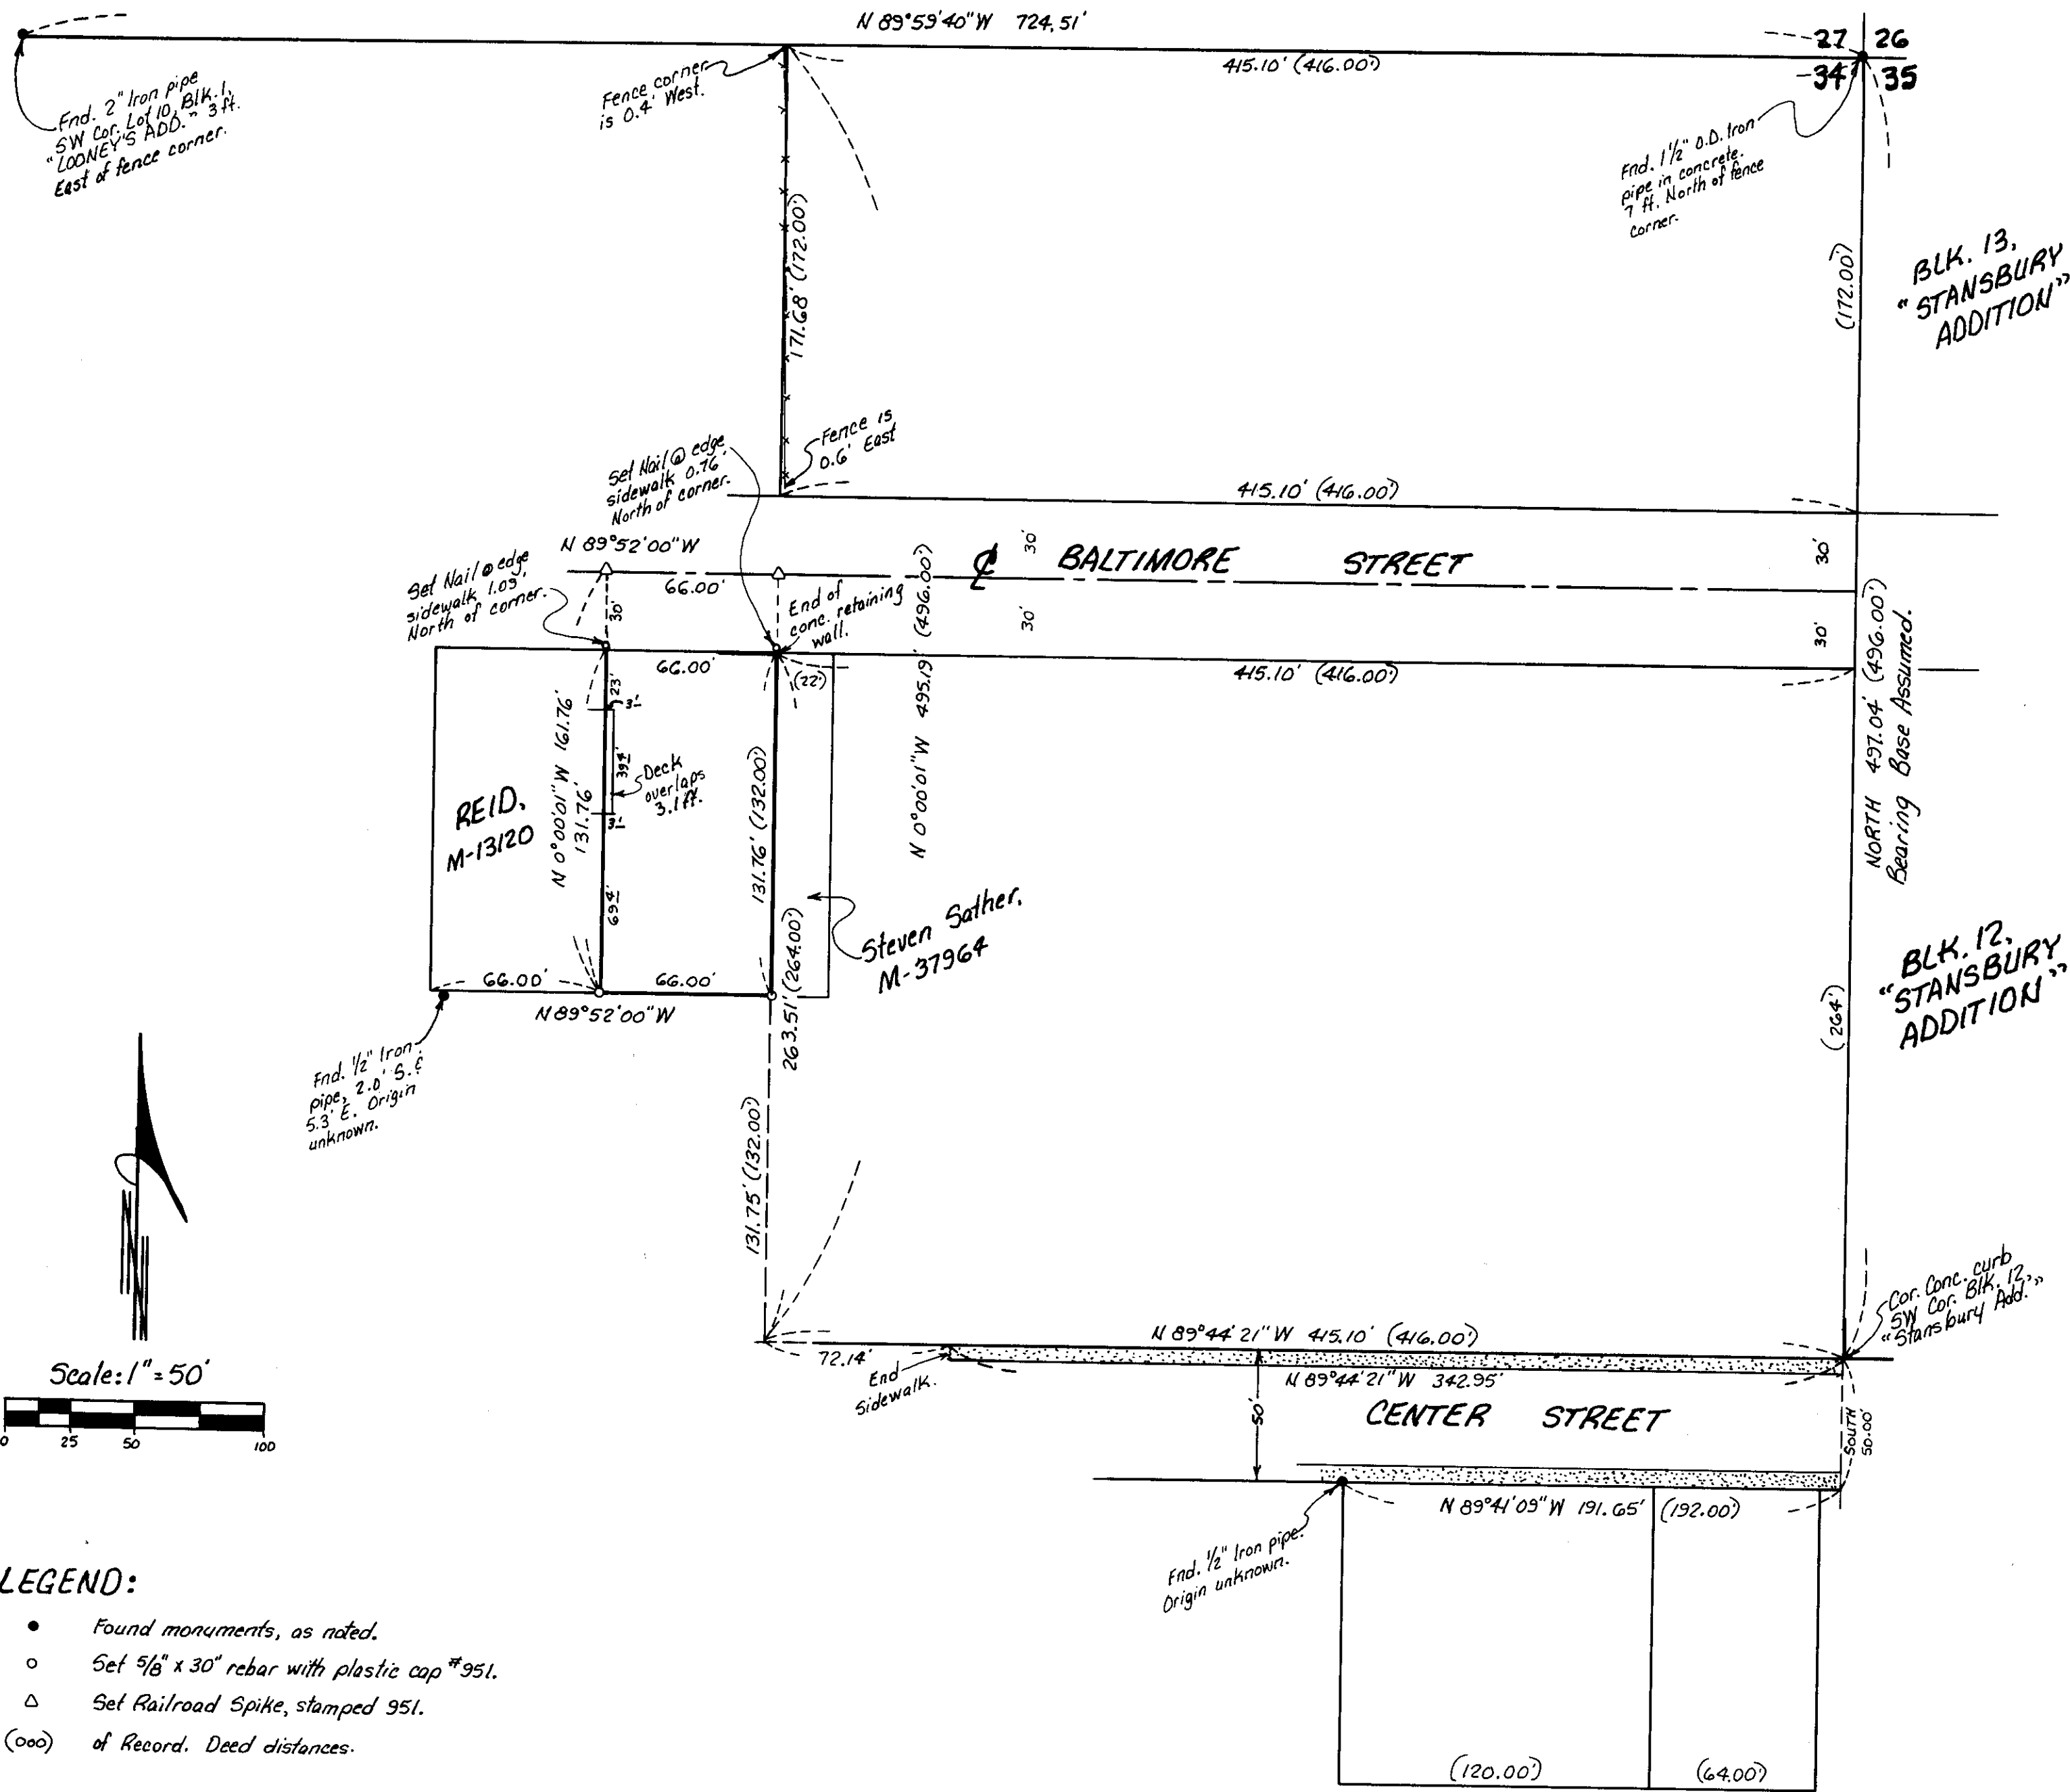 N 89°59'40"W 724.51'
27 26
34 35
415.10' (416.00')
Fnd. 2" Iron pipe
SW Cor. Lot 10, Blk. 1,
"LOONEY'S ADD." 3 ft.
East of fence corner.
Fence corner
is 0.4' West.
Fnd. 1½" O.D. Iron
pipe in concrete.
7 ft. North of fence
corner.
171.68' (172.00')
(172.00')
BLK. 13,
"STANSBURY
ADDITION"
Fence is
0.6' East
Set Nail @ edge
sidewalk 0.76'
North of corner.
415.10' (416.00')
N 89°52'00"W
66.00'
℄ BALTIMORE STREET
30'
30'
30'
30'
Set Nail @ edge
sidewalk 1.03'
North of corner.
30'
End of
conc. retaining
wall.
66.00'
(22')
415.10' (416.00')
N 0°00'01"W 495.19' (496.00')
NORTH 497.04' (496.00')
Bearing Base Assumed.
23'
3'
39.4'
3'
69.4'
Deck
overlaps
3.1 ft.
REID,
M-13120
N 0°00'01"W 161.76'
131.76'
131.76' (132.00')
263.51' (264.00')
Steven Sather,
M-37964
66.00'
66.00'
N 89°52'00"W
Fnd. ½" Iron
pipe, 2.0' S. &
5.3' E. Origin
unknown.
131.75' (132.00')
(264')
BLK. 12,
"STANSBURY
ADDITION"
Cor. Conc. curb
SW Cor. Blk. 12,
"Stansbury Add."
N 89°44'21"W 415.10' (416.00')
72.14'
End
Sidewalk.
N 89°44'21"W 342.95'
50'
CENTER STREET
SOUTH
50.00'
N 89°41'09"W 191.65' (192.00')
Fnd. ½" Iron pipe.
Origin unknown.
(120.00')
(64.00')
N
Scale: 1" = 50'
0 25 50 100
LEGEND:
● Found monuments, as noted.
○ Set 5/8" x 30" rebar with plastic cap #951.
△ Set Railroad Spike, stamped 951.
(000) of Record. Deed distances.